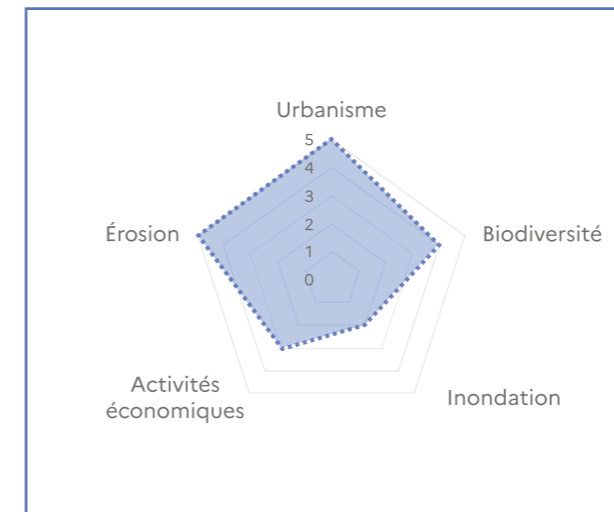 Urbanisme
5
4
3
2
1
0
Érosion
Biodiversité
Activités
économiques
Inondation